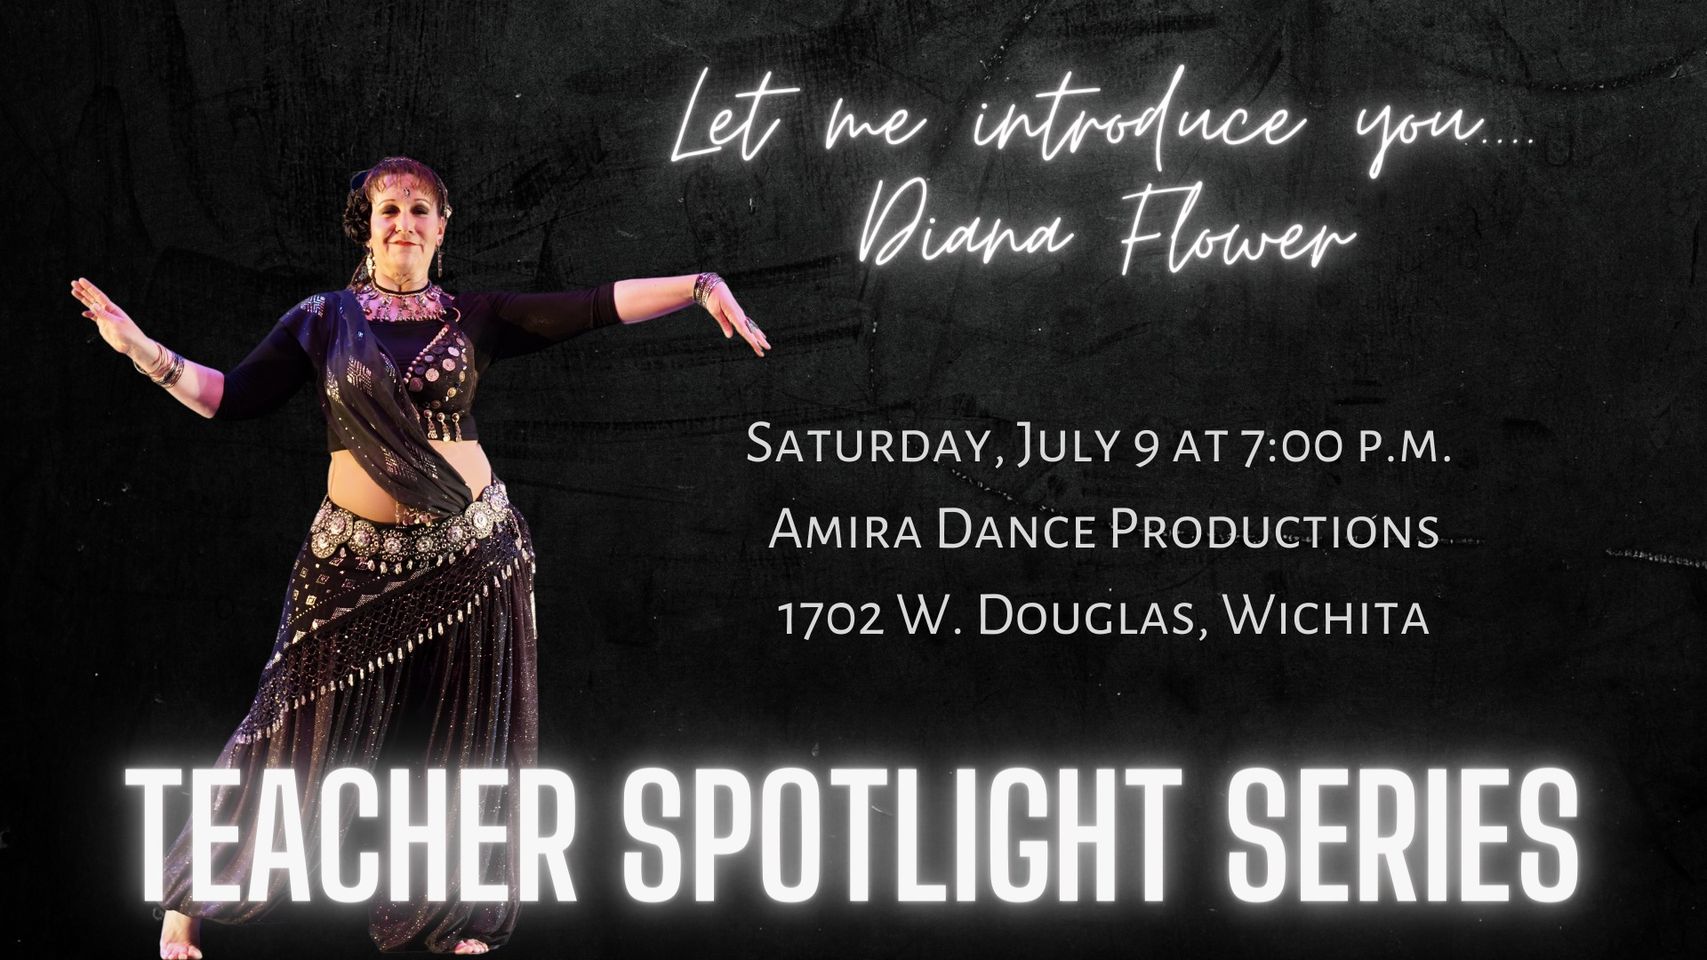 Let me introduce you....
Diana Flower
Saturday, July 9 at 7:00 p.m.
Amira Dance Productions
1702 W. Douglas, Wichita
TEACHER SPOTLIGHT SERIES